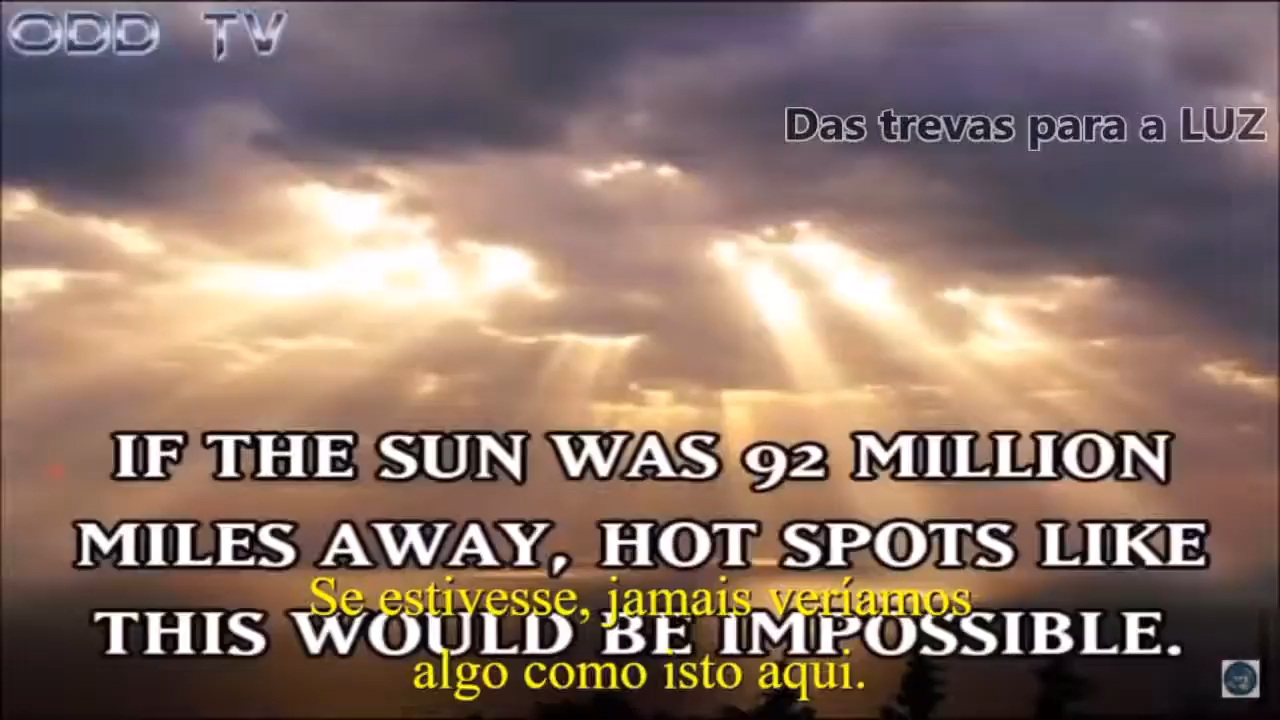 ODD TV
Das trevas para a LUZ
IF THE SUN WAS 92 MILLION
MILES AWAY, HOT SPOTS LIKE
THIS WOULD BE IMPOSSIBLE.
Se estivesse, jamais veríamos
algo como isto aqui.